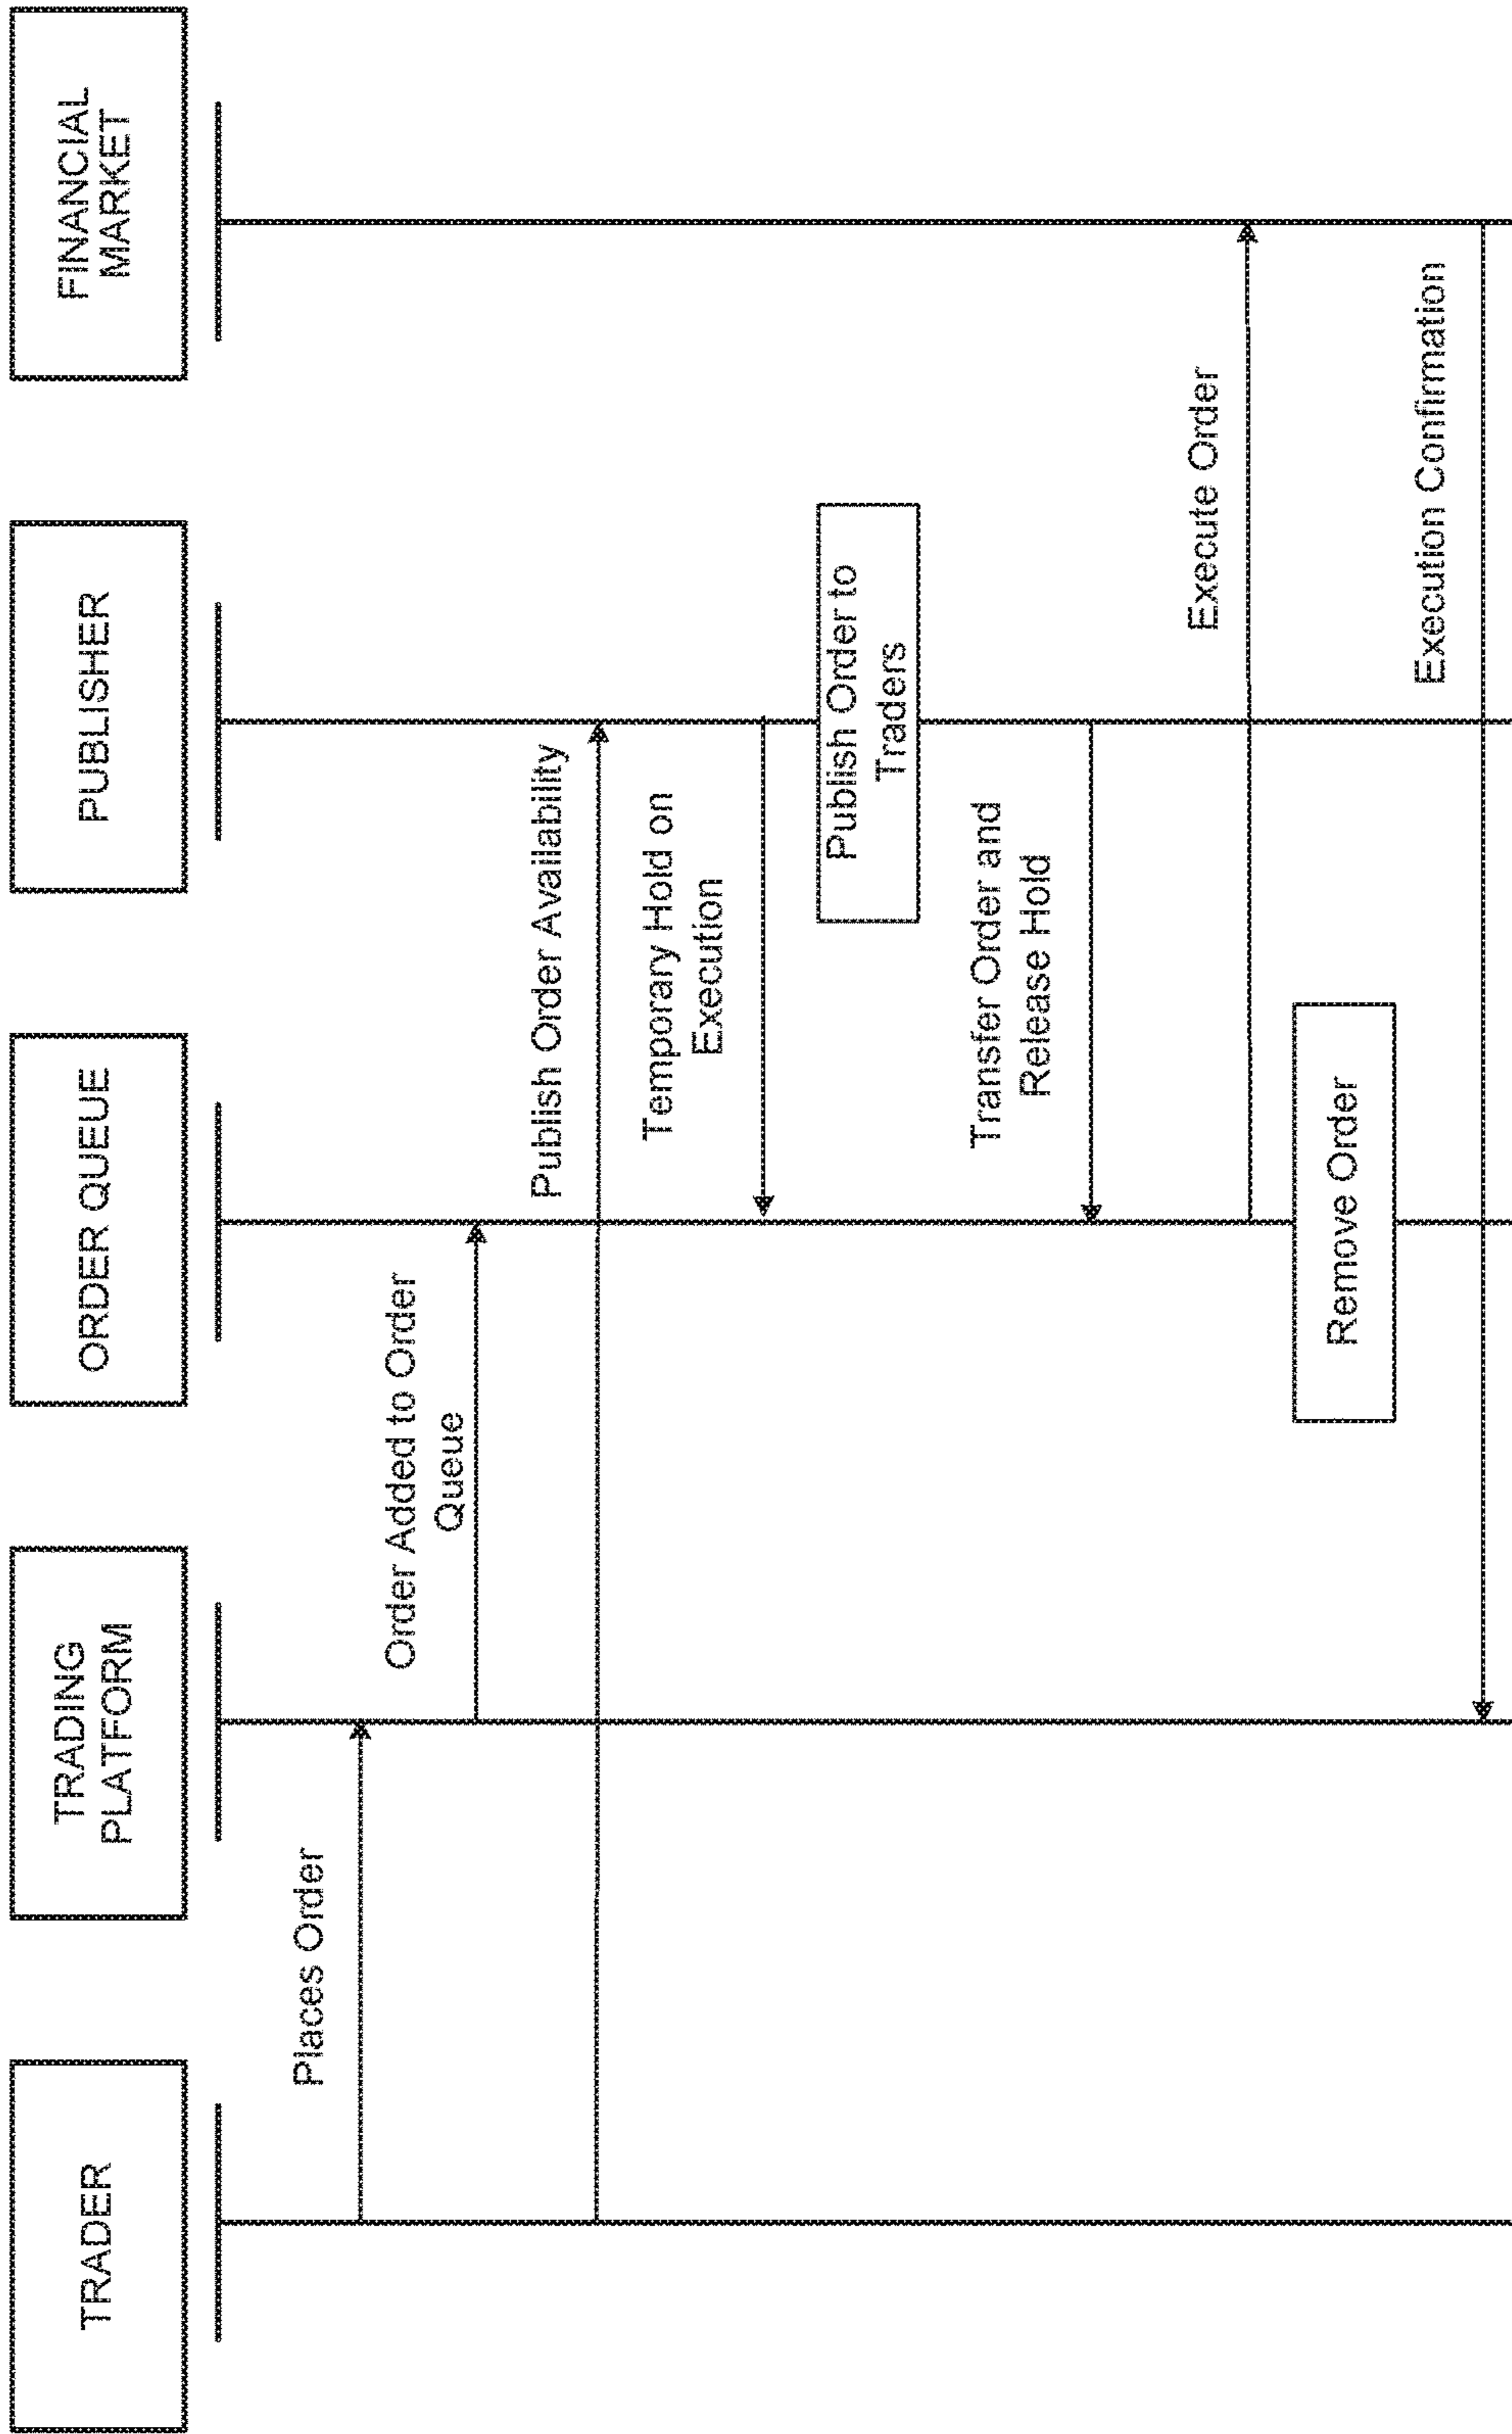 TRADER
TRADING
PLATFORM
ORDER QUEUE
PUBLISHER
FINANCIAL
MARKET
Places Order
Order Added to Order
Queue
Publish Order Availability
Temporary Hold on
Execution
Publish Order to
Traders
Transfer Order and
Release Hold
Execute Order
Remove Order
Execution Confirmation